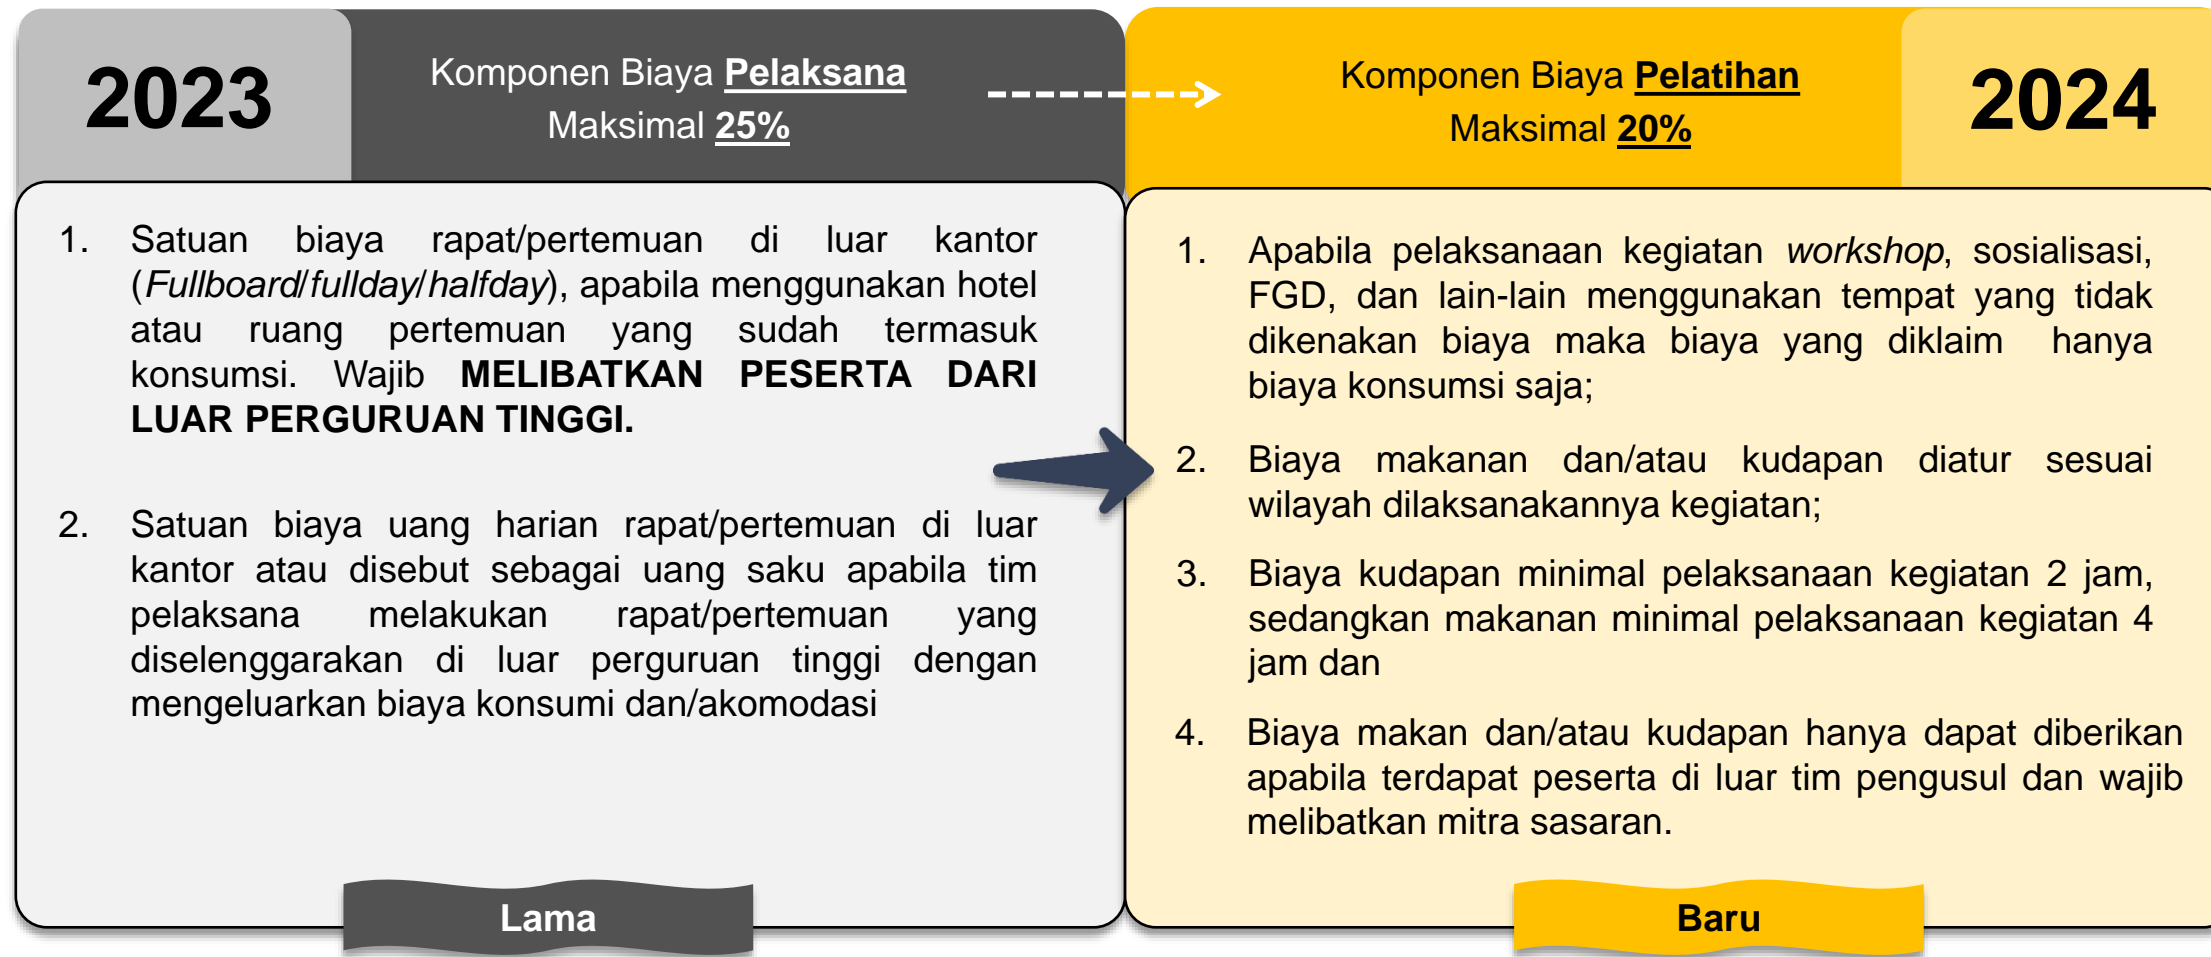 2023
Komponen Biaya Pelaksana
Maksimal 25%
1. Satuan biaya rapat/pertemuan di luar kantor
(Fullboard/fullday/halfday), apabila menggunakan hotel
atau ruang pertemuan yang sudah termasuk
konsumsi. Wajib MELIBATKAN PESERTA DARI
LUAR PERGURUAN TINGGI.
2. Satuan biaya uang harian rapat/pertemuan di luar
kantor atau disebut sebagai uang saku apabila tim
pelaksana melakukan rapat/pertemuan yang
diselenggarakan di luar perguruan tinggi dengan
mengeluarkan biaya konsumi dan/akomodasi
Lama
Komponen Biaya Pelatihan
Maksimal 20%
2024
1. Apabila pelaksanaan kegiatan workshop, sosialisasi,
FGD, dan lain-lain menggunakan tempat yang tidak
dikenakan biaya maka biaya yang diklaim hanya
biaya konsumsi saja;
2. Biaya makanan dan/atau kudapan diatur sesuai
wilayah dilaksanakannya kegiatan;
3. Biaya kudapan minimal pelaksanaan kegiatan 2 jam,
sedangkan makanan minimal pelaksanaan kegiatan 4
jam dan
4. Biaya makan dan/atau kudapan hanya dapat diberikan
apabila terdapat peserta di luar tim pengusul dan wajib
melibatkan mitra sasaran.
Baru